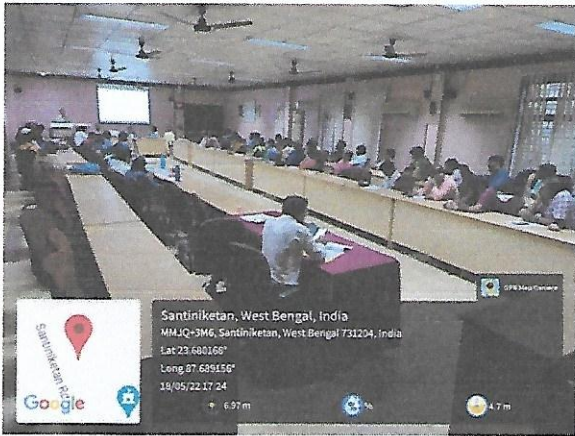 GPS Map Camera
Santiniketan, West Bengal, India
MMJQ+3M6, Santiniketan, West Bengal 731204, India
Lat 23.680168°
Long 87.689156°
18/05/22 17:24
Google
6.97 m
%
4.7 m